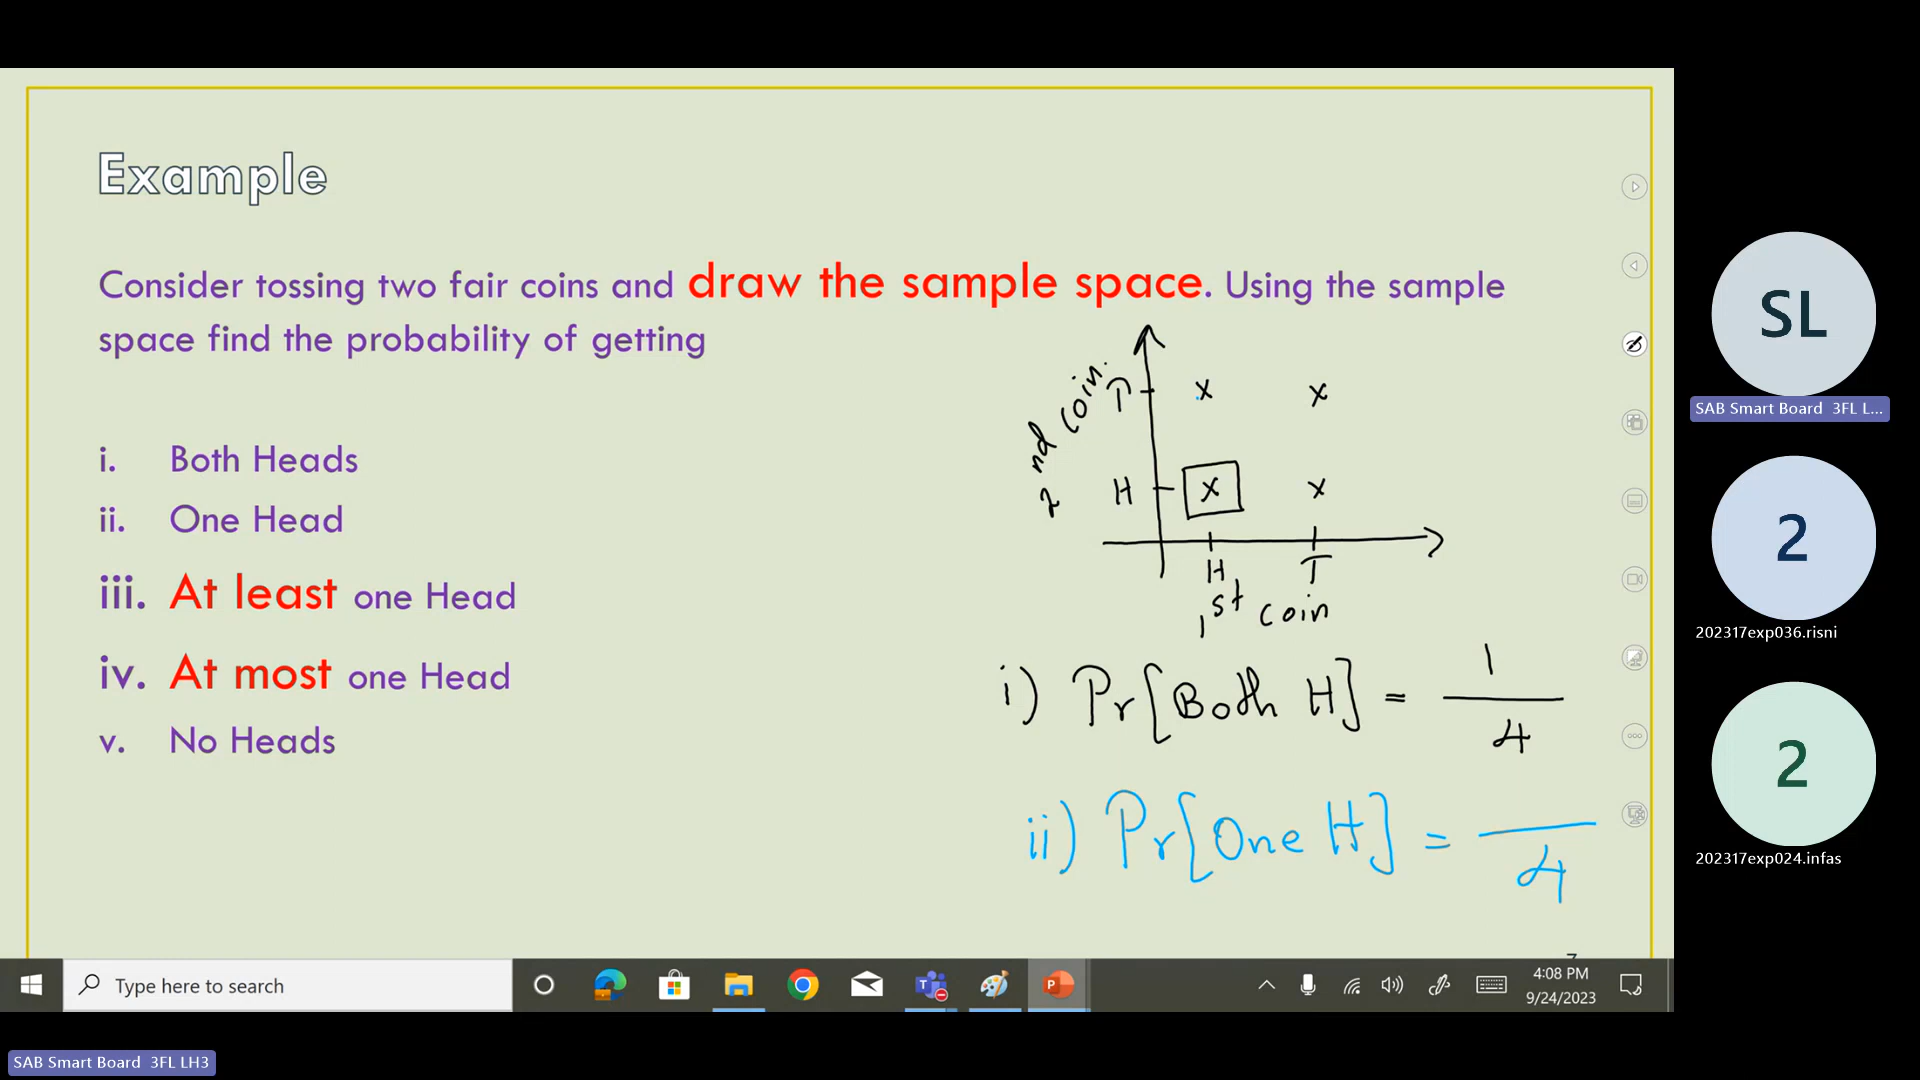 Example
Consider tossing two fair coins and draw the sample space. Using the sample
space find the probability of getting
i. Both Heads
ii. One Head
iii. At least one Head
iv. At most one Head
v. No Heads
2nd coin.
T x x
H x x
H T
1st coin
i) Pr[Both H] = 1/4
ii) Pr[One H] = /4
SL
SAB Smart Board 3FL L...
2
202317exp036.risni
2
202317exp024.infas
Type here to search
4:08 PM
9/24/2023
SAB Smart Board 3FL LH3